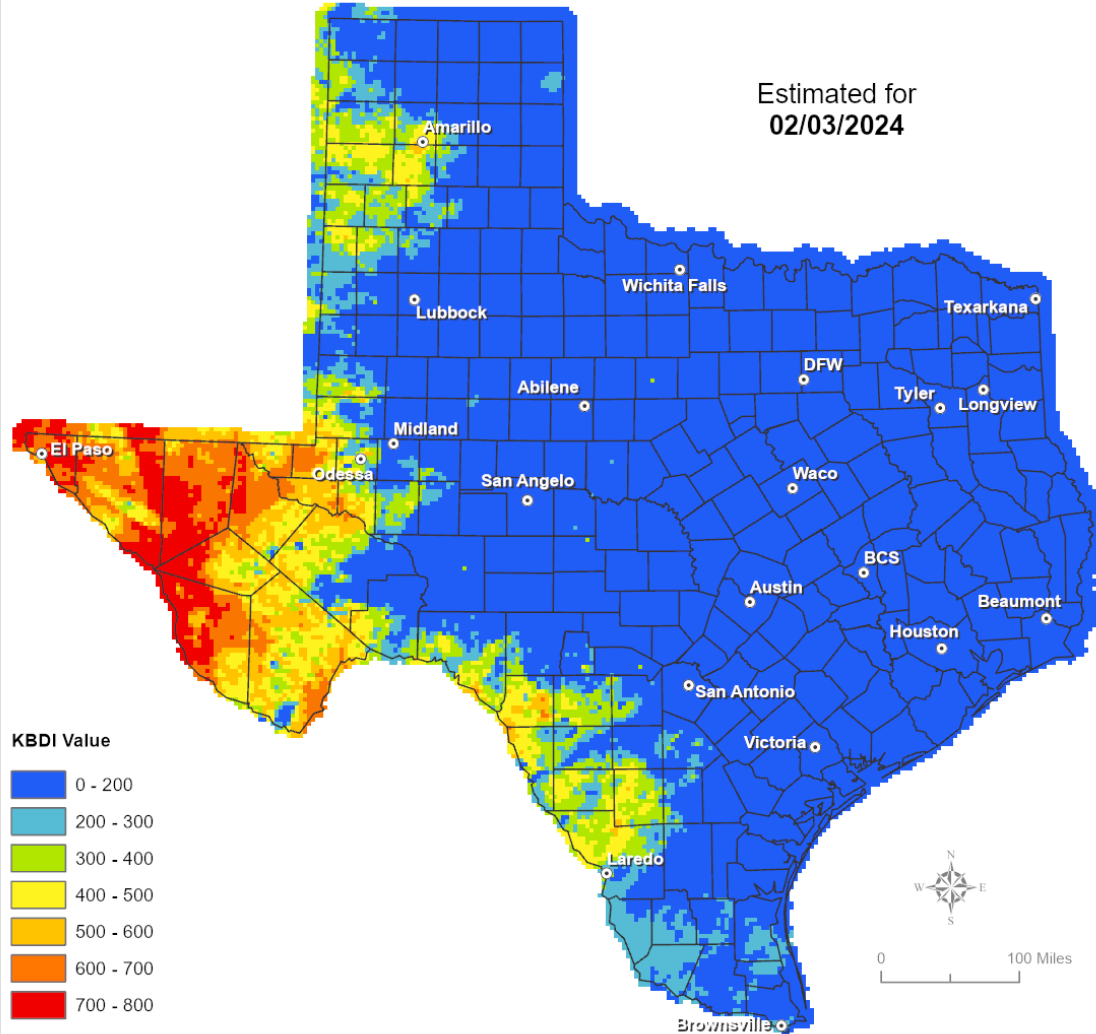 Estimated for
02/03/2024
Amarillo
Wichita Falls
Lubbock
Texarkana
DFW
Abilene
Tyler
Longview
Midland
El Paso
Odessa
San Angelo
Waco
BCS
Austin
Beaumont
Houston
San Antonio
Victoria
Laredo
Brownsville
KBDI Value
0 - 200
200 - 300
300 - 400
400 - 500
500 - 600
600 - 700
700 - 800
N
W E
S
0 100 Miles